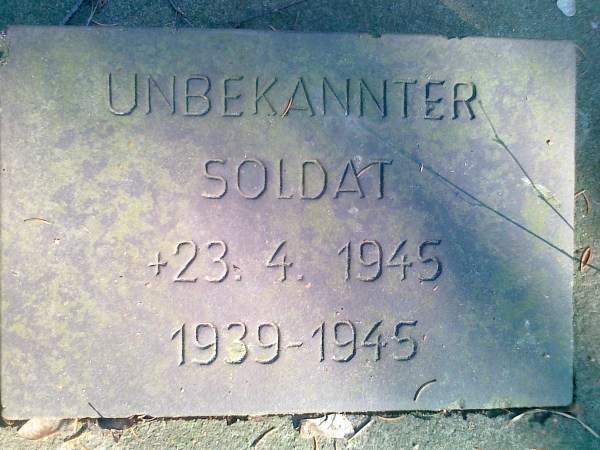 UNBEKANNTER
SOLDAT
+23. 4. 1945
1939-1945